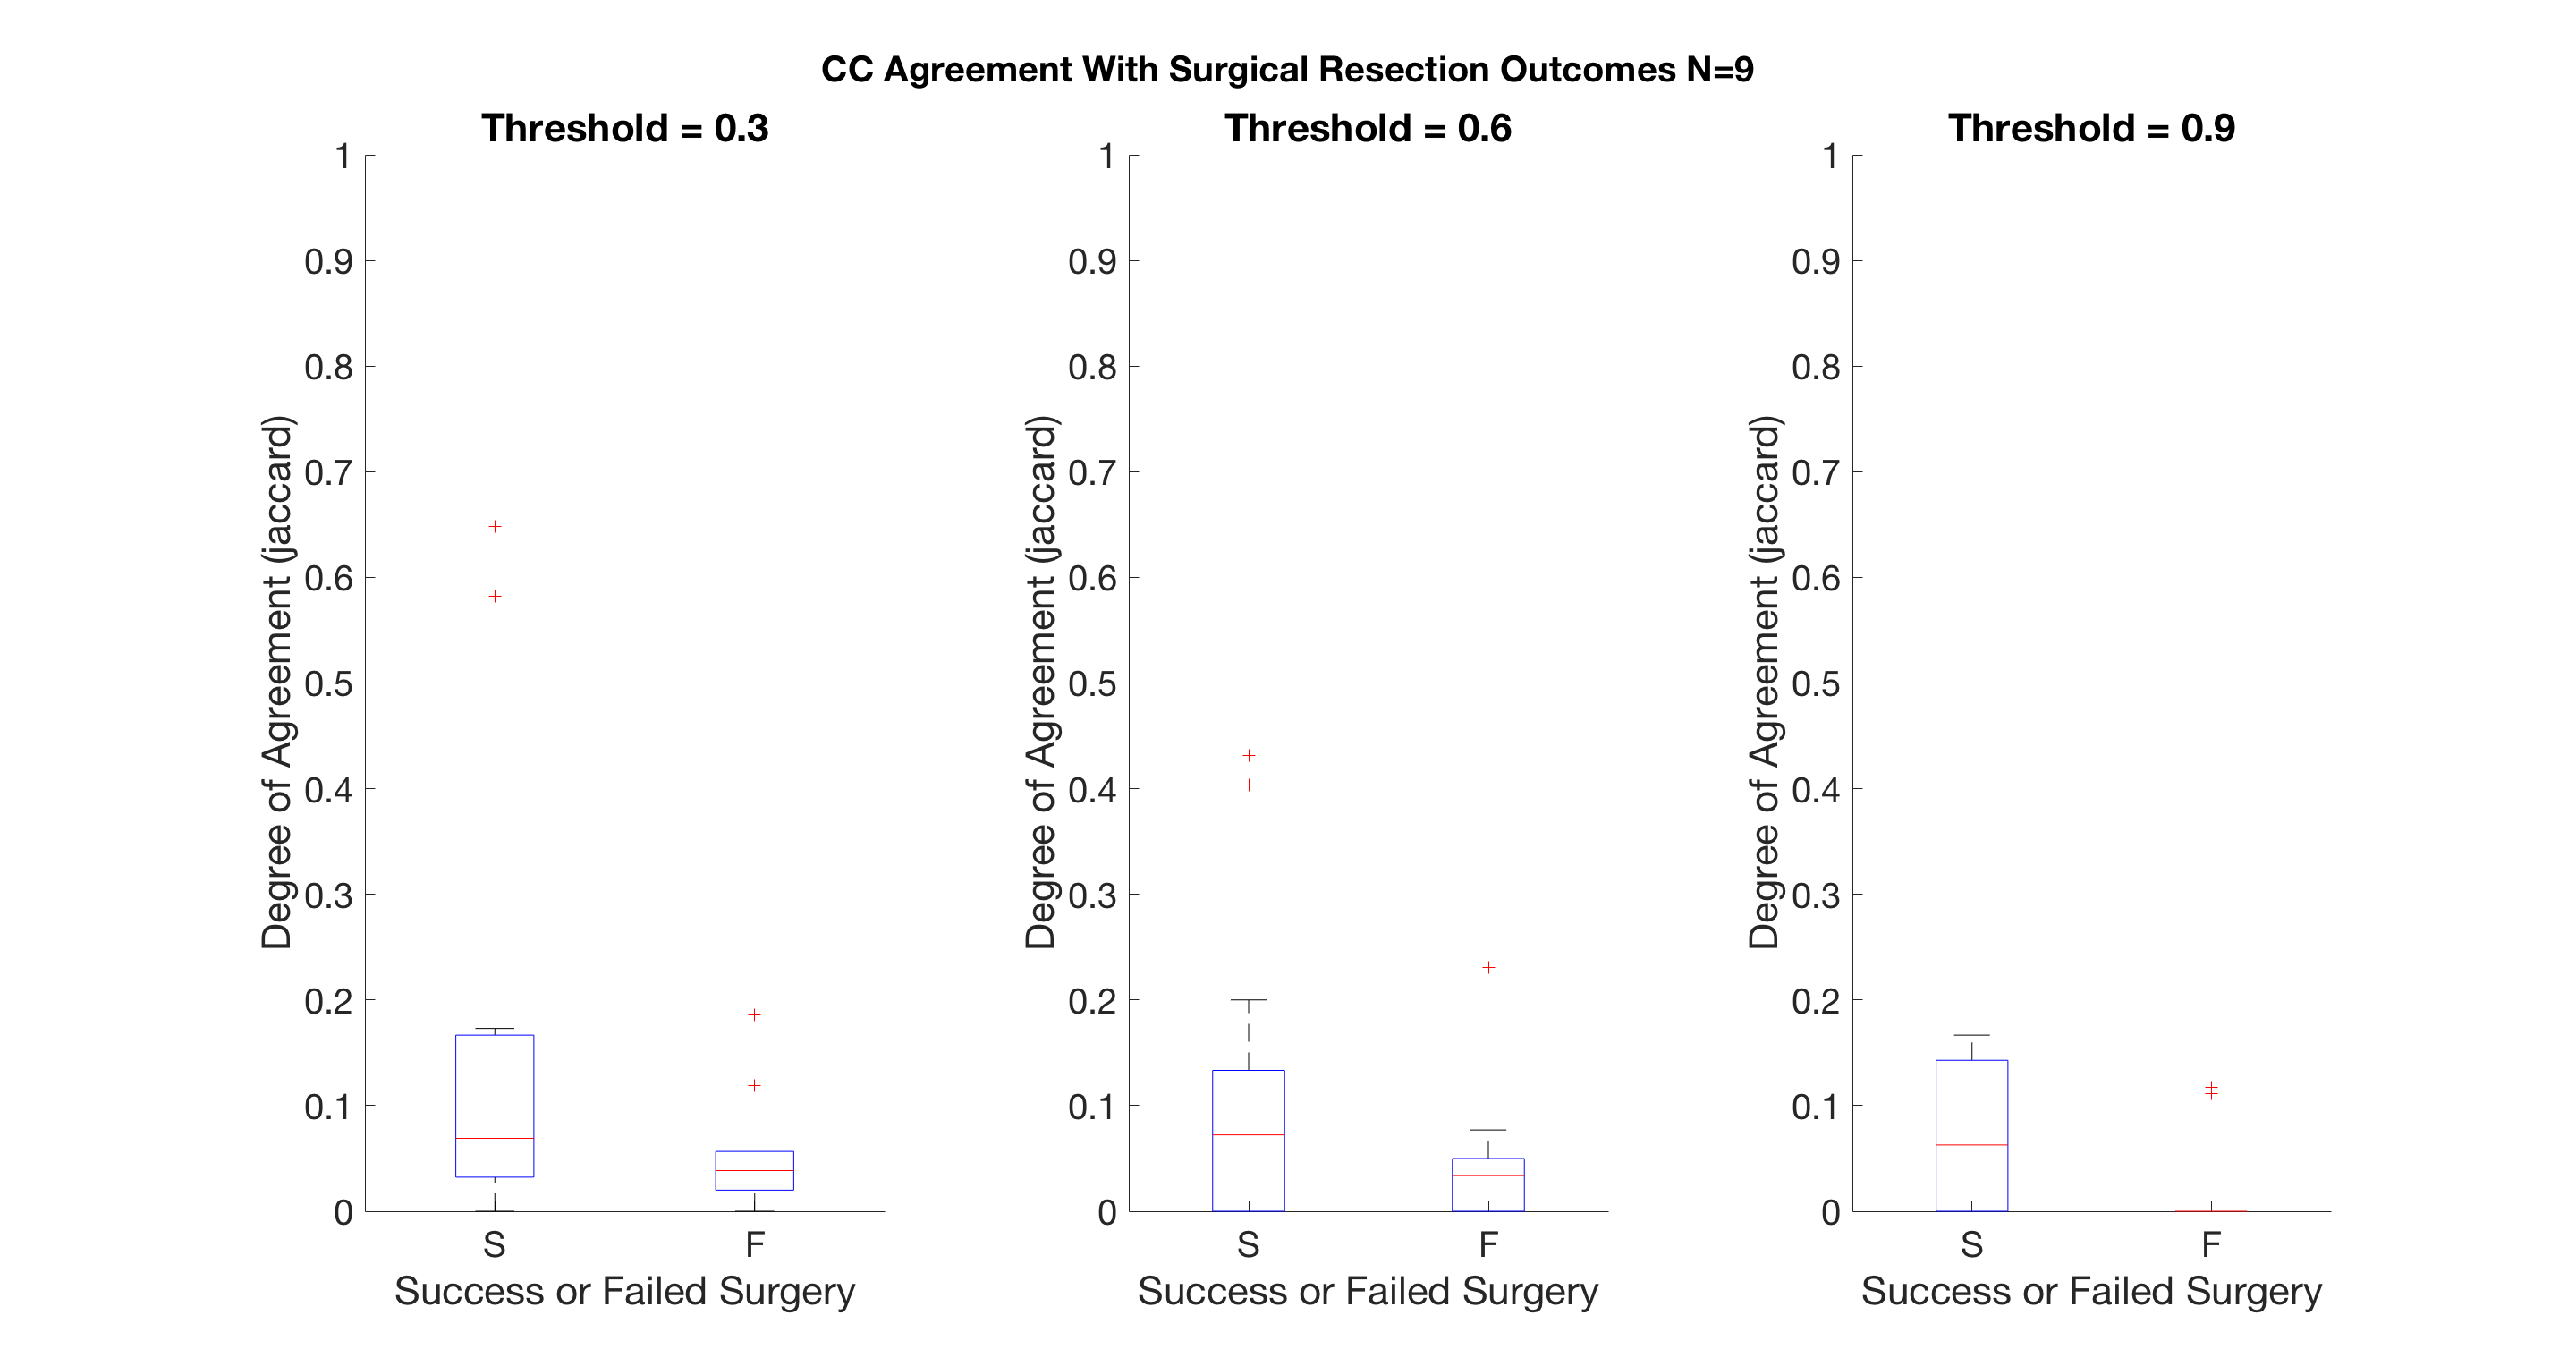 CC Agreement With Surgical Resection Outcomes N=9
Threshold = 0.3
1
0.9
0.8
0.7
0.6
0.5
0.4
0.3
0.2
0.1
0
Degree of Agreement (jaccard)
S
F
Success or Failed Surgery
Threshold = 0.6
1
0.9
0.8
0.7
0.6
0.5
0.4
0.3
0.2
0.1
0
Degree of Agreement (jaccard)
S
F
Success or Failed Surgery
Threshold = 0.9
1
0.9
0.8
0.7
0.6
0.5
0.4
0.3
0.2
0.1
0
Degree of Agreement (jaccard)
S
F
Success or Failed Surgery